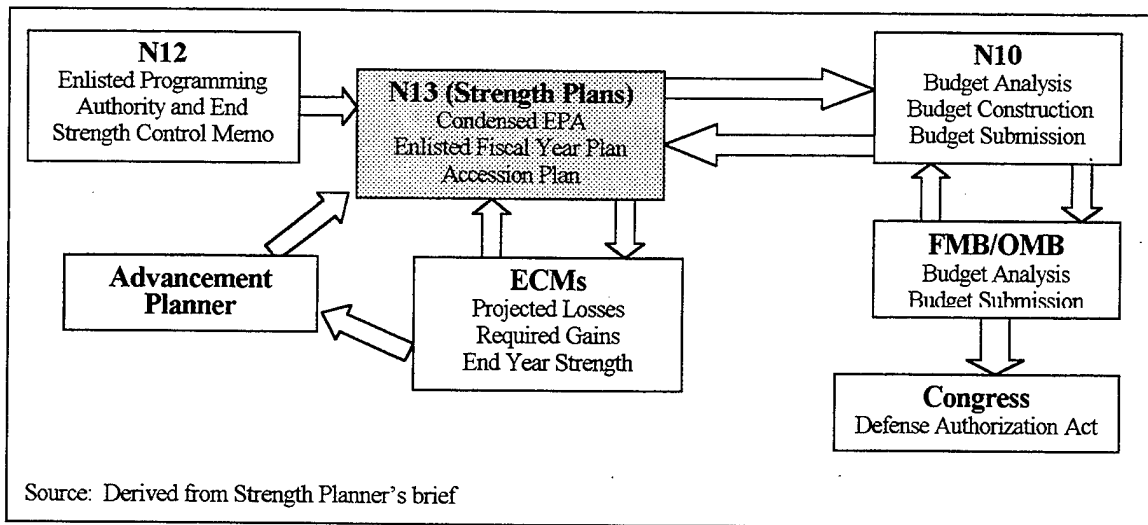 N12
Enlisted Programming
Authority and End
Strength Control Memo
N13 (Strength Plans)
Condensed EPA
Enlisted Fiscal Year Plan
Accession Plan
N10
Budget Analysis
Budget Construction
Budget Submission
Advancement
Planner
ECMs
Projected Losses
Required Gains
End Year Strength
FMB/OMB
Budget Analysis
Budget Submission
Congress
Defense Authorization Act
Source: Derived from Strength Planner's brief